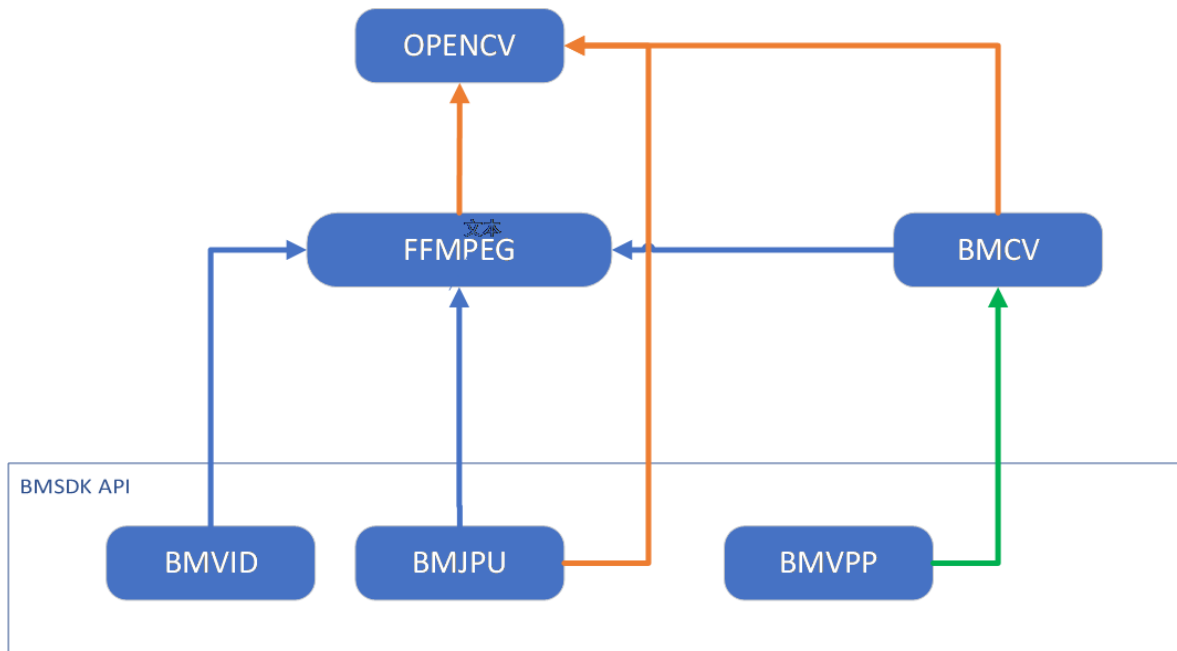 OPENCV
文本
FFMPEG
BMCV
BMSDK API
BMVID
BMJPU
BMVPP